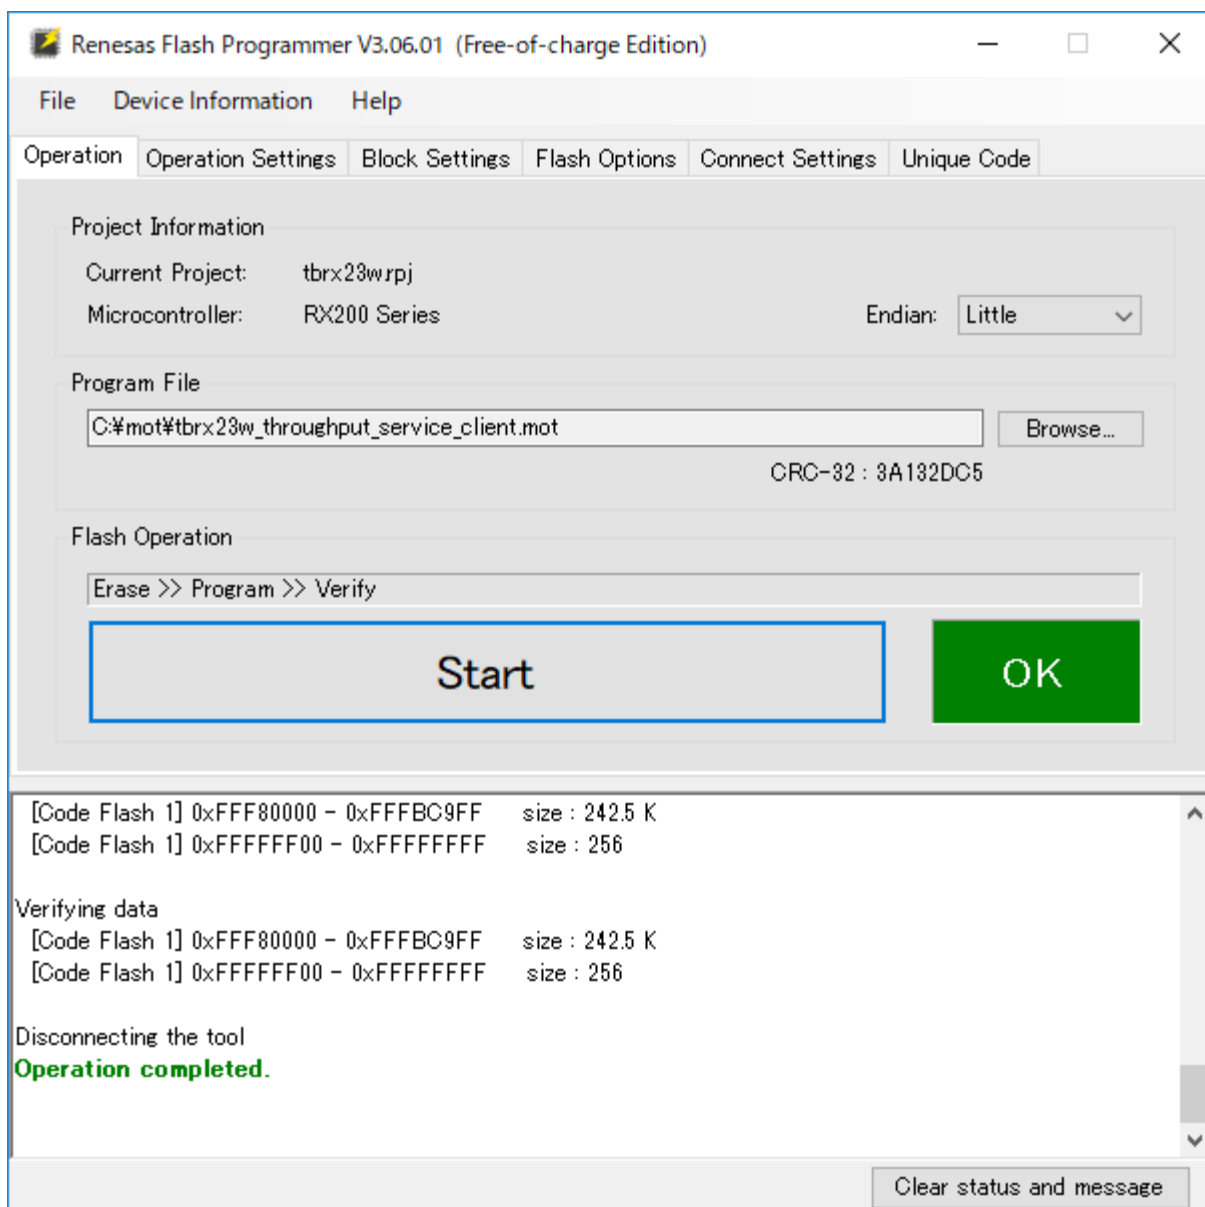 Renesas Flash Programmer V3.06.01 (Free-of-charge Edition)
File Device Information Help
Operation Operation Settings Block Settings Flash Options Connect Settings Unique Code
Project Information
Current Project: tbrx23w.rpj
Microcontroller: RX200 Series Endian: Little
Program File
C:¥mot¥tbrx23w_throughput_service_client.mot Browse...
CRC-32 : 3A132DC5
Flash Operation
Erase >> Program >> Verify
Start OK
[Code Flash 1] 0xFFF80000 - 0xFFFBC9FF size : 242.5 K
[Code Flash 1] 0xFFFFFF00 - 0xFFFFFFFF size : 256
Verifying data
[Code Flash 1] 0xFFF80000 - 0xFFFBC9FF size : 242.5 K
[Code Flash 1] 0xFFFFFF00 - 0xFFFFFFFF size : 256
Disconnecting the tool
Operation completed.
Clear status and message